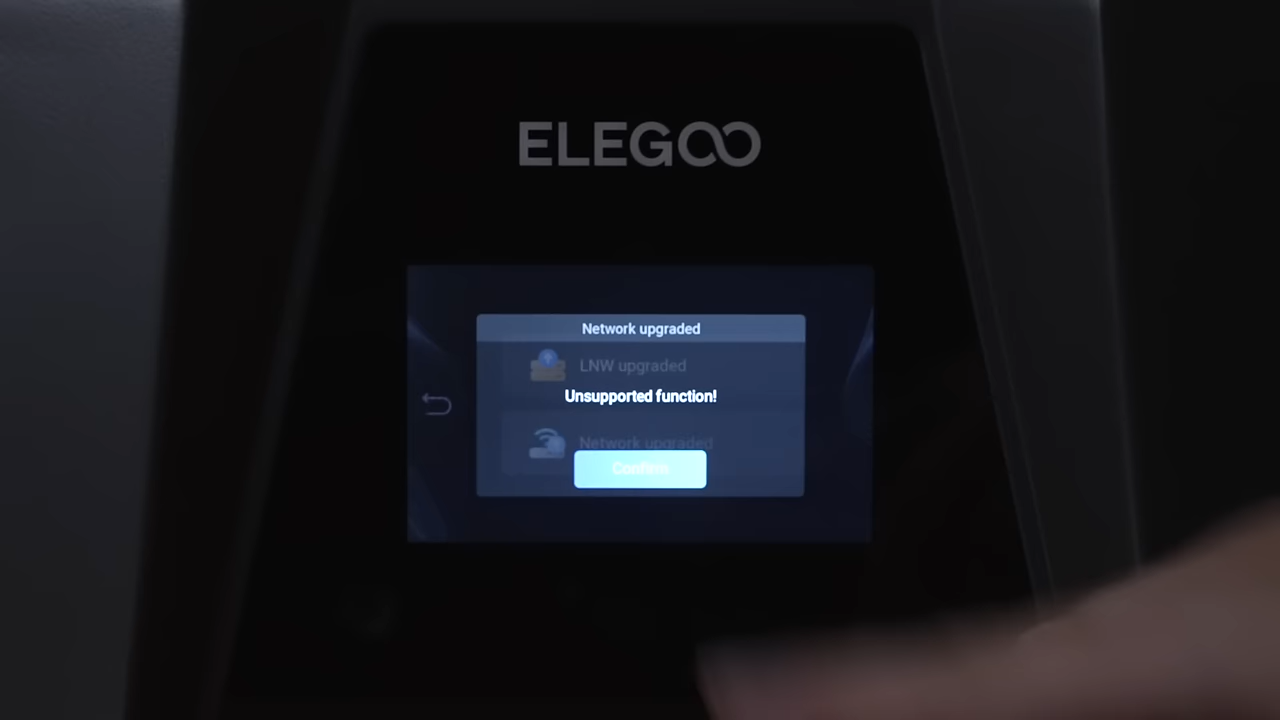 ELEGOO
Network upgraded
LNW upgraded
Unsupported function!
Network upgraded
Confirm